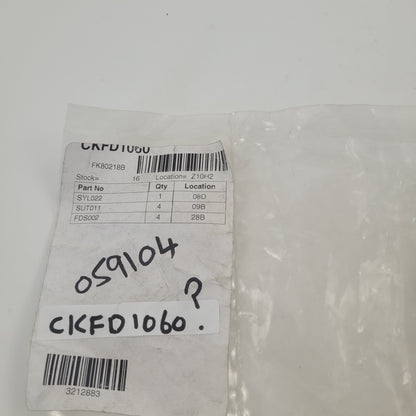 CKFD1060
FK80218B
Stock= 16 Location= Z10H2
Part No Qty Location
SYL022 1 08D
SUT011 4 09B
FDS002 4 28B
059104
?
CKFD1060.
3212883